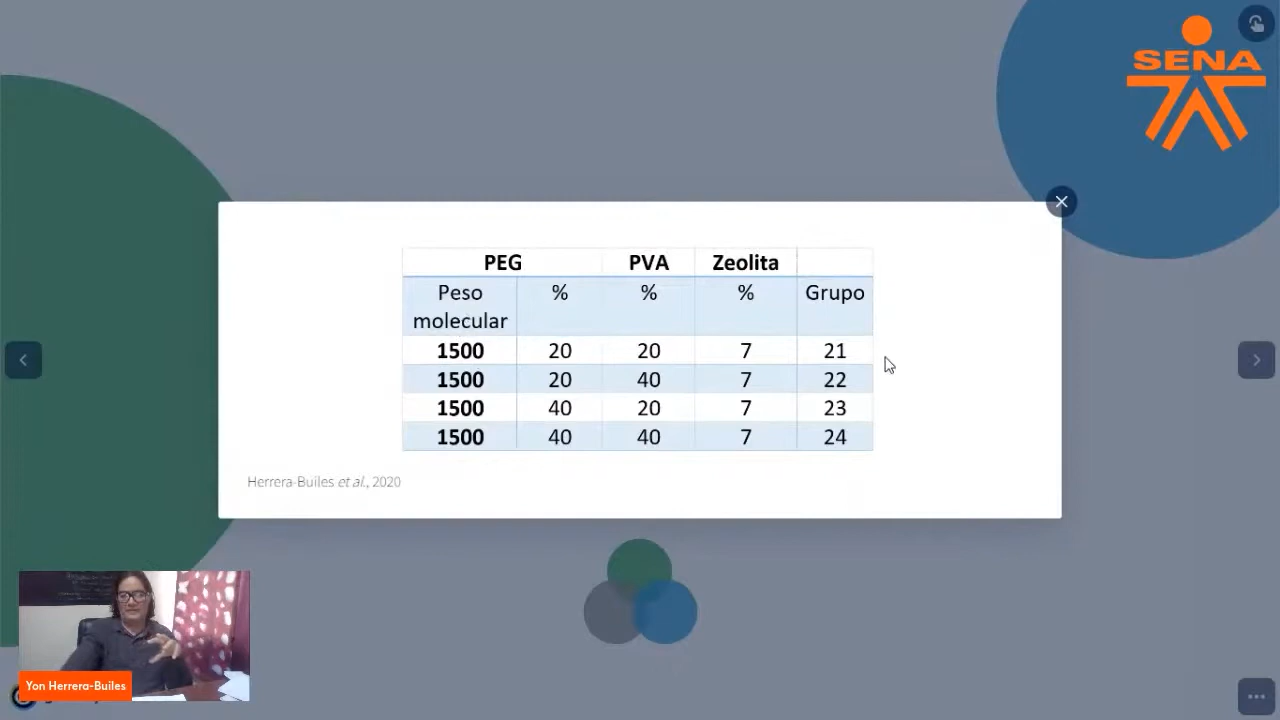 SENA
PEG PVA Zeolita
Peso molecular % % % Grupo
1500 20 20 7 21
1500 20 40 7 22
1500 40 20 7 23
1500 40 40 7 24
Herrera-Builes et al., 2020
Yon Herrera-Builes